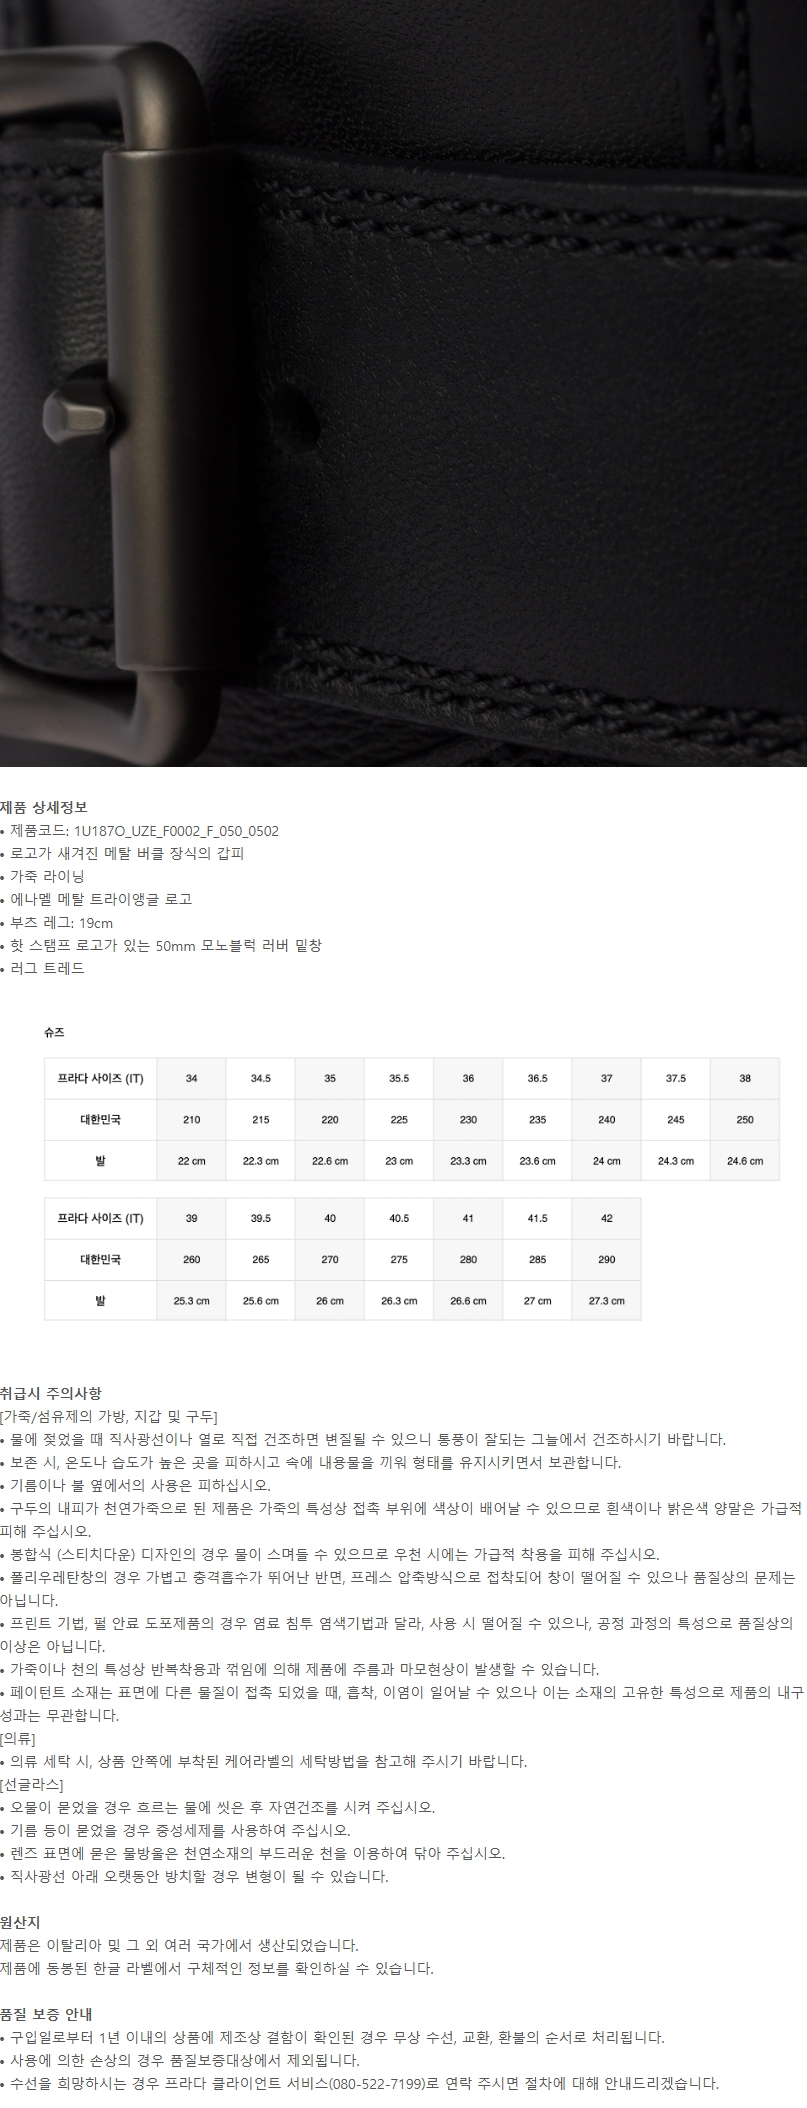 제품 상세정보
• 제품코드: 1U187O_UZE_F0002_F_050_0502
• 로고가 새겨진 메탈 버클 장식의 갑피
• 가죽 라이닝
• 에나멜 메탈 트라이앵글 로고
• 부츠 레그: 19cm
• 핫 스탬프 로고가 있는 50mm 모노블럭 러버 밑창
• 러그 트레드
슈즈
프라다 사이즈 (IT) 34 34.5 35 35.5 36 36.5 37 37.5 38
대한민국 210 215 220 225 230 235 240 245 250
발 22 cm 22.3 cm 22.6 cm 23 cm 23.3 cm 23.6 cm 24 cm 24.3 cm 24.6 cm
프라다 사이즈 (IT) 39 39.5 40 40.5 41 41.5 42
대한민국 260 265 270 275 280 285 290
발 25.3 cm 25.6 cm 26 cm 26.3 cm 26.6 cm 27 cm 27.3 cm
취급시 주의사항
[가죽/섬유제의 가방, 지갑 및 구두]
• 물에 젖었을 때 직사광선이나 열로 직접 건조하면 변질될 수 있으니 통풍이 잘되는 그늘에서 건조하시기 바랍니다.
• 보존 시, 온도나 습도가 높은 곳을 피하시고 속에 내용물을 끼워 형태를 유지시키면서 보관합니다.
• 기름이나 불 옆에서의 사용은 피하십시오.
• 구두의 내피가 천연가죽으로 된 제품은 가죽의 특성상 접촉 부위에 색상이 배어날 수 있으므로 흰색이나 밝은색 양말은 가급적
피해 주십시오.
• 봉합식 (스티치다운) 디자인의 경우 물이 스며들 수 있으므로 우천 시에는 가급적 착용을 피해 주십시오.
• 폴리우레탄창의 경우 가볍고 충격흡수가 뛰어난 반면, 프레스 압축방식으로 접착되어 창이 떨어질 수 있으나 품질상의 문제는
아닙니다.
• 프린트 기법, 펄 안료 도포제품의 경우 염료 침투 염색기법과 달라, 사용 시 떨어질 수 있으나, 공정 과정의 특성으로 품질상의
이상은 아닙니다.
• 가죽이나 천의 특성상 반복착용과 꺾임에 의해 제품에 주름과 마모현상이 발생할 수 있습니다.
• 페이턴트 소재는 표면에 다른 물질이 접촉 되었을 때, 흡착, 이염이 일어날 수 있으나 이는 소재의 고유한 특성으로 제품의 내구
성과는 무관합니다.
[의류]
• 의류 세탁 시, 상품 안쪽에 부착된 케어라벨의 세탁방법을 참고해 주시기 바랍니다.
[선글라스]
• 오물이 묻었을 경우 흐르는 물에 씻은 후 자연건조를 시켜 주십시오.
• 기름 등이 묻었을 경우 중성세제를 사용하여 주십시오.
• 렌즈 표면에 묻은 물방울은 천연소재의 부드러운 천을 이용하여 닦아 주십시오.
• 직사광선 아래 오랫동안 방치할 경우 변형이 될 수 있습니다.
원산지
제품은 이탈리아 및 그 외 여러 국가에서 생산되었습니다.
제품에 동봉된 한글 라벨에서 구체적인 정보를 확인하실 수 있습니다.
품질 보증 안내
• 구입일로부터 1년 이내의 상품에 제조상 결함이 확인된 경우 무상 수선, 교환, 환불의 순서로 처리됩니다.
• 사용에 의한 손상의 경우 품질보증대상에서 제외됩니다.
• 수선을 희망하시는 경우 프라다 클라이언트 서비스(080-522-7199)로 연락 주시면 절차에 대해 안내드리겠습니다.